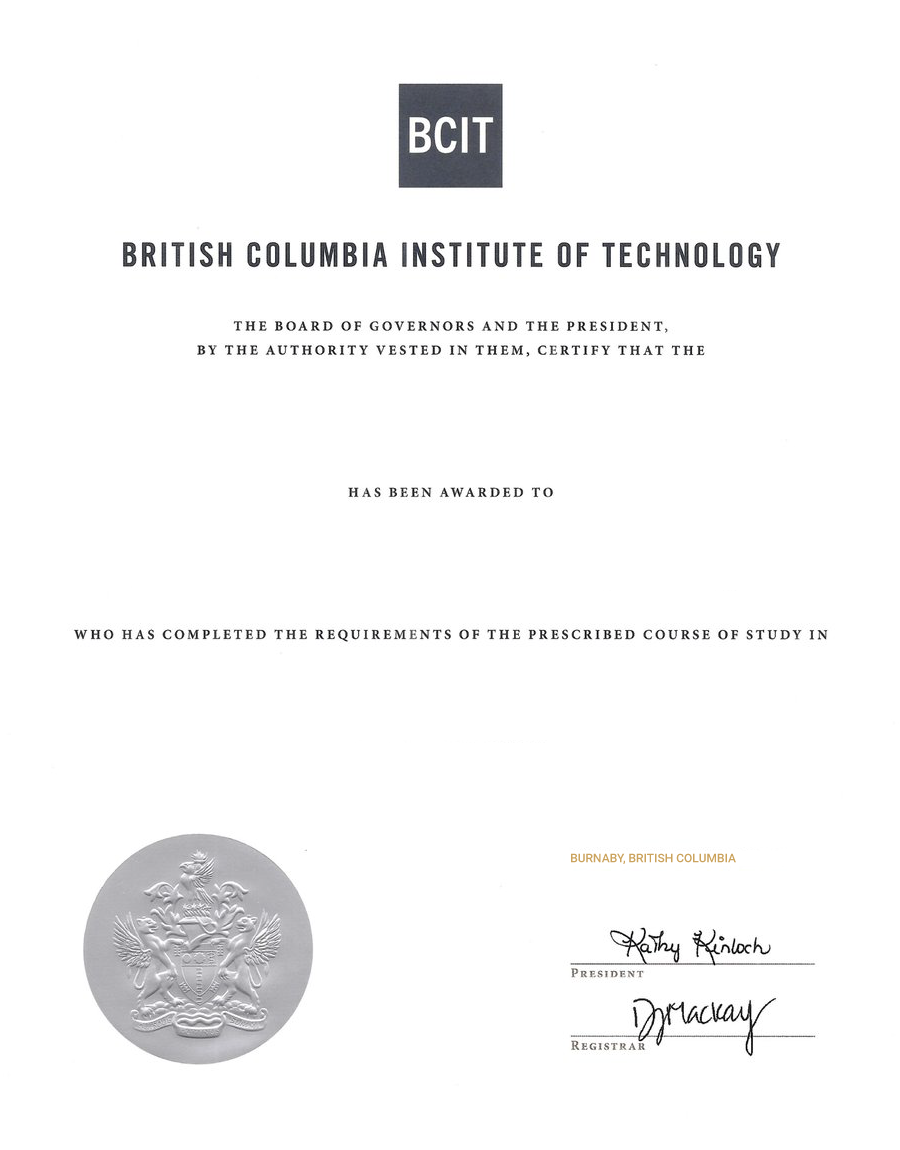 BCIT
BRITISH COLUMBIA INSTITUTE OF TECHNOLOGY
THE BOARD OF GOVERNORS AND THE PRESIDENT,
BY THE AUTHORITY VESTED IN THEM, CERTIFY THAT THE
HAS BEEN AWARDED TO
WHO HAS COMPLETED THE REQUIREMENTS OF THE PRESCRIBED COURSE OF STUDY IN
BURNABY, BRITISH COLUMBIA
Kathy Kinloch
PRESIDENT
DJMackay
REGISTRAR